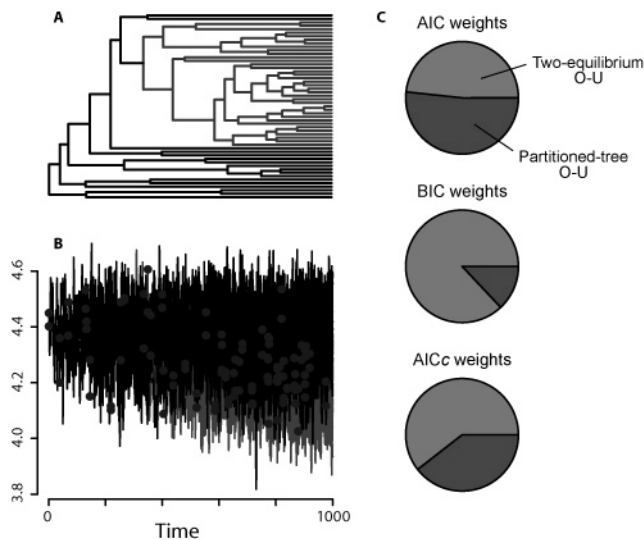 A
C
AIC weights
Two-equilibrium
O-U
Partitioned-tree
O-U
BIC weights
B
4.6
4.4
4.2
4.0
3.8
AICc weights
0
1000
Time